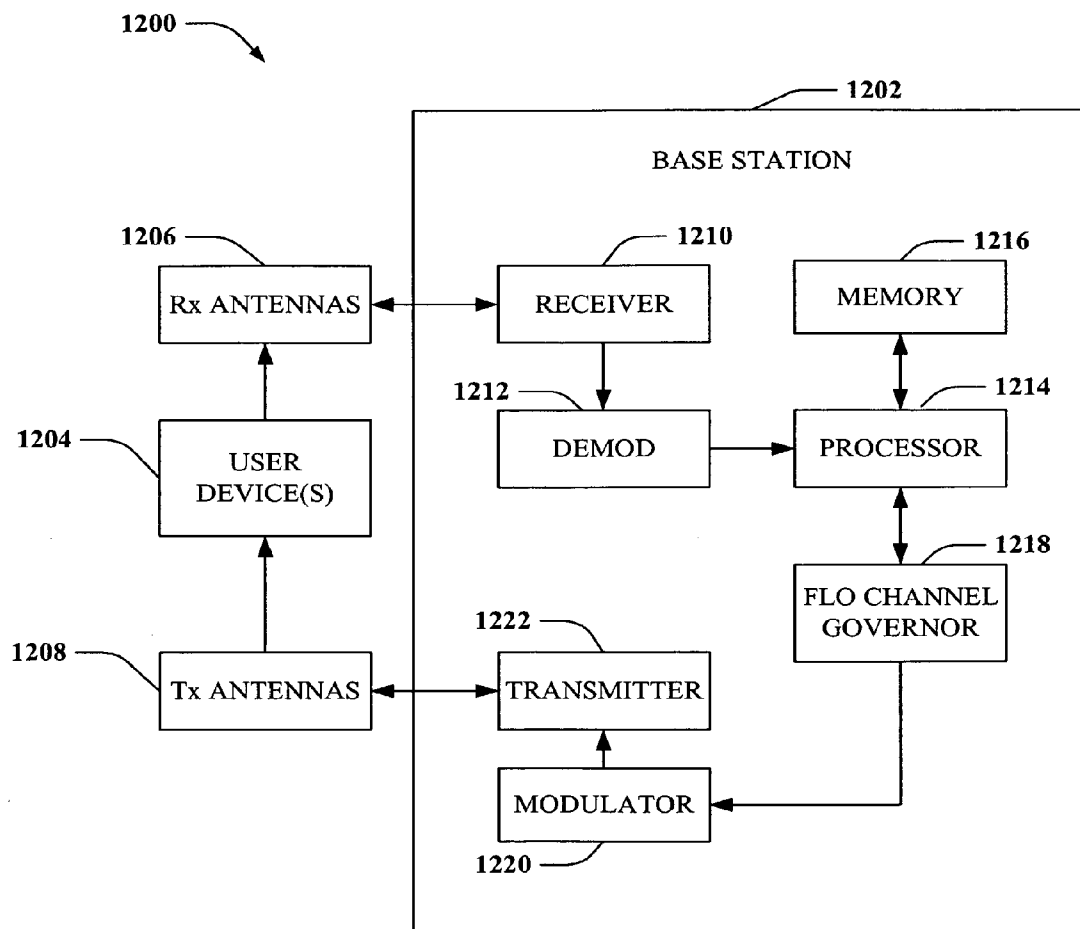 1200
1202
BASE STATION
1206
1210
1216
Rx ANTENNAS
RECEIVER
MEMORY
1204
1212
1214
USER
DEVICE(S)
DEMOD
PROCESSOR
1218
FLO CHANNEL
GOVERNOR
1208
1222
Tx ANTENNAS
TRANSMITTER
MODULATOR
1220